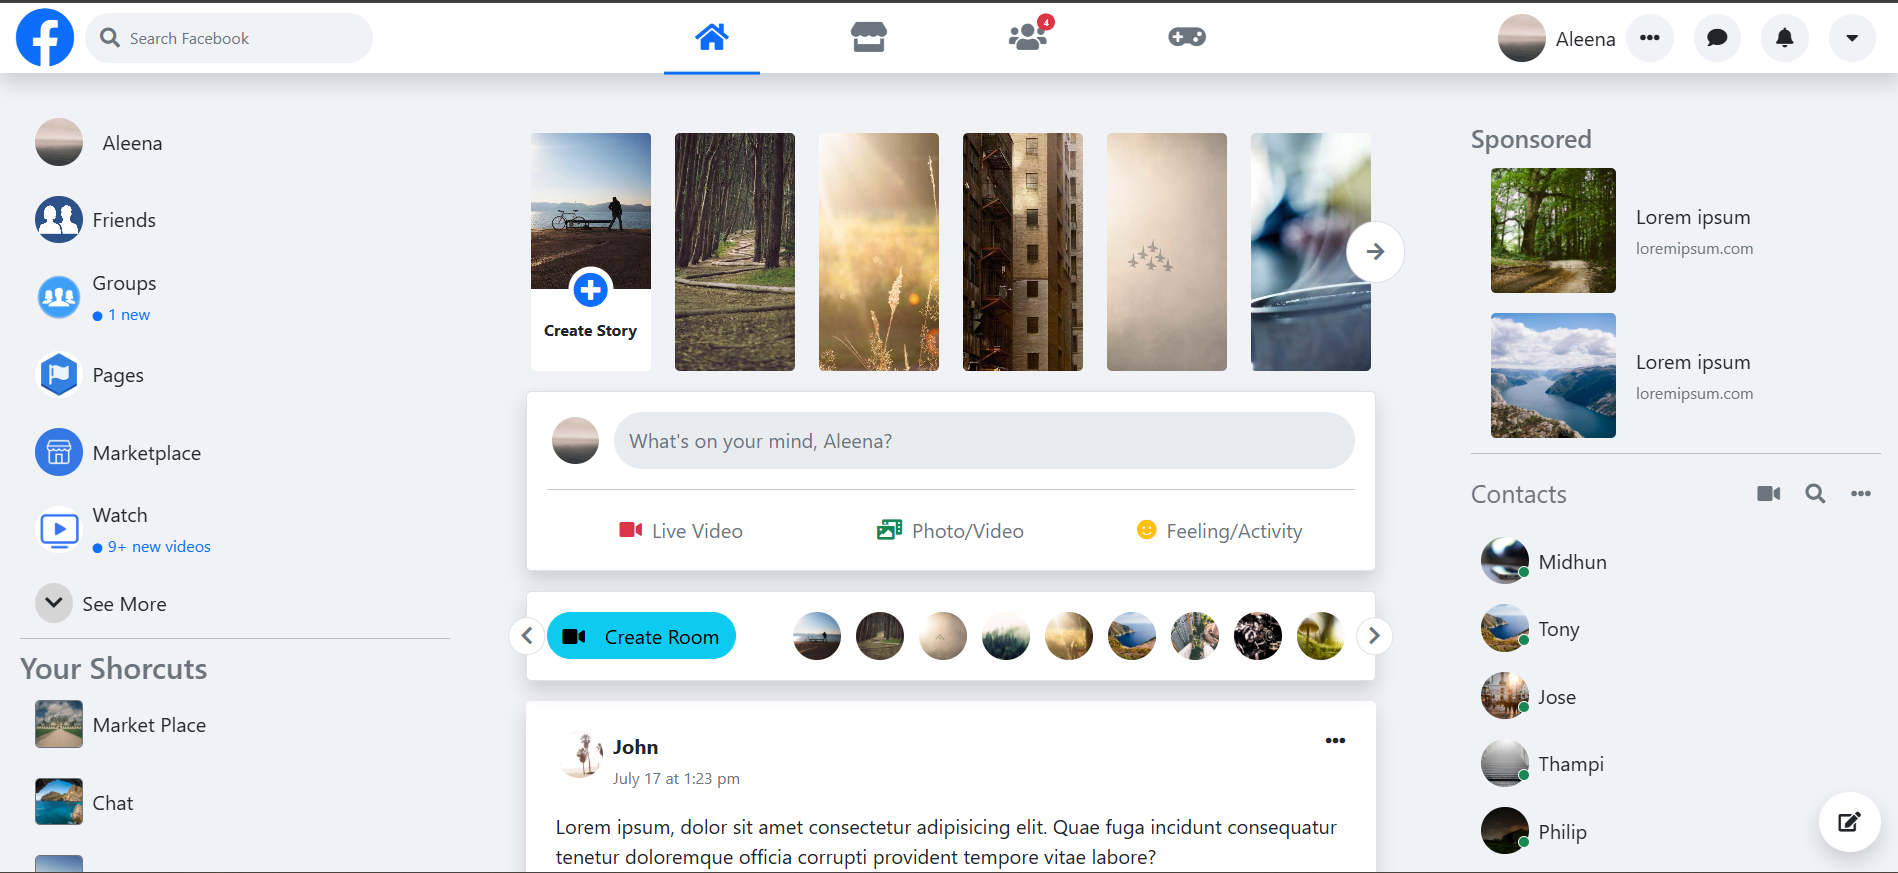 Search Facebook
4
Aleena
Aleena
Friends
Groups
1 new
Pages
Marketplace
Watch
9+ new videos
See More
Your Shorcuts
Market Place
Chat
Create Story
What's on your mind, Aleena?
Live Video
Photo/Video
Feeling/Activity
Create Room
John
July 17 at 1:23 pm
Lorem ipsum, dolor sit amet consectetur adipisicing elit. Quae fuga incidunt consequatur
tenetur doloremque officia corrupti provident tempore vitae labore?
Sponsored
Lorem ipsum
loremipsum.com
Lorem ipsum
loremipsum.com
Contacts
Midhun
Tony
Jose
Thampi
Philip